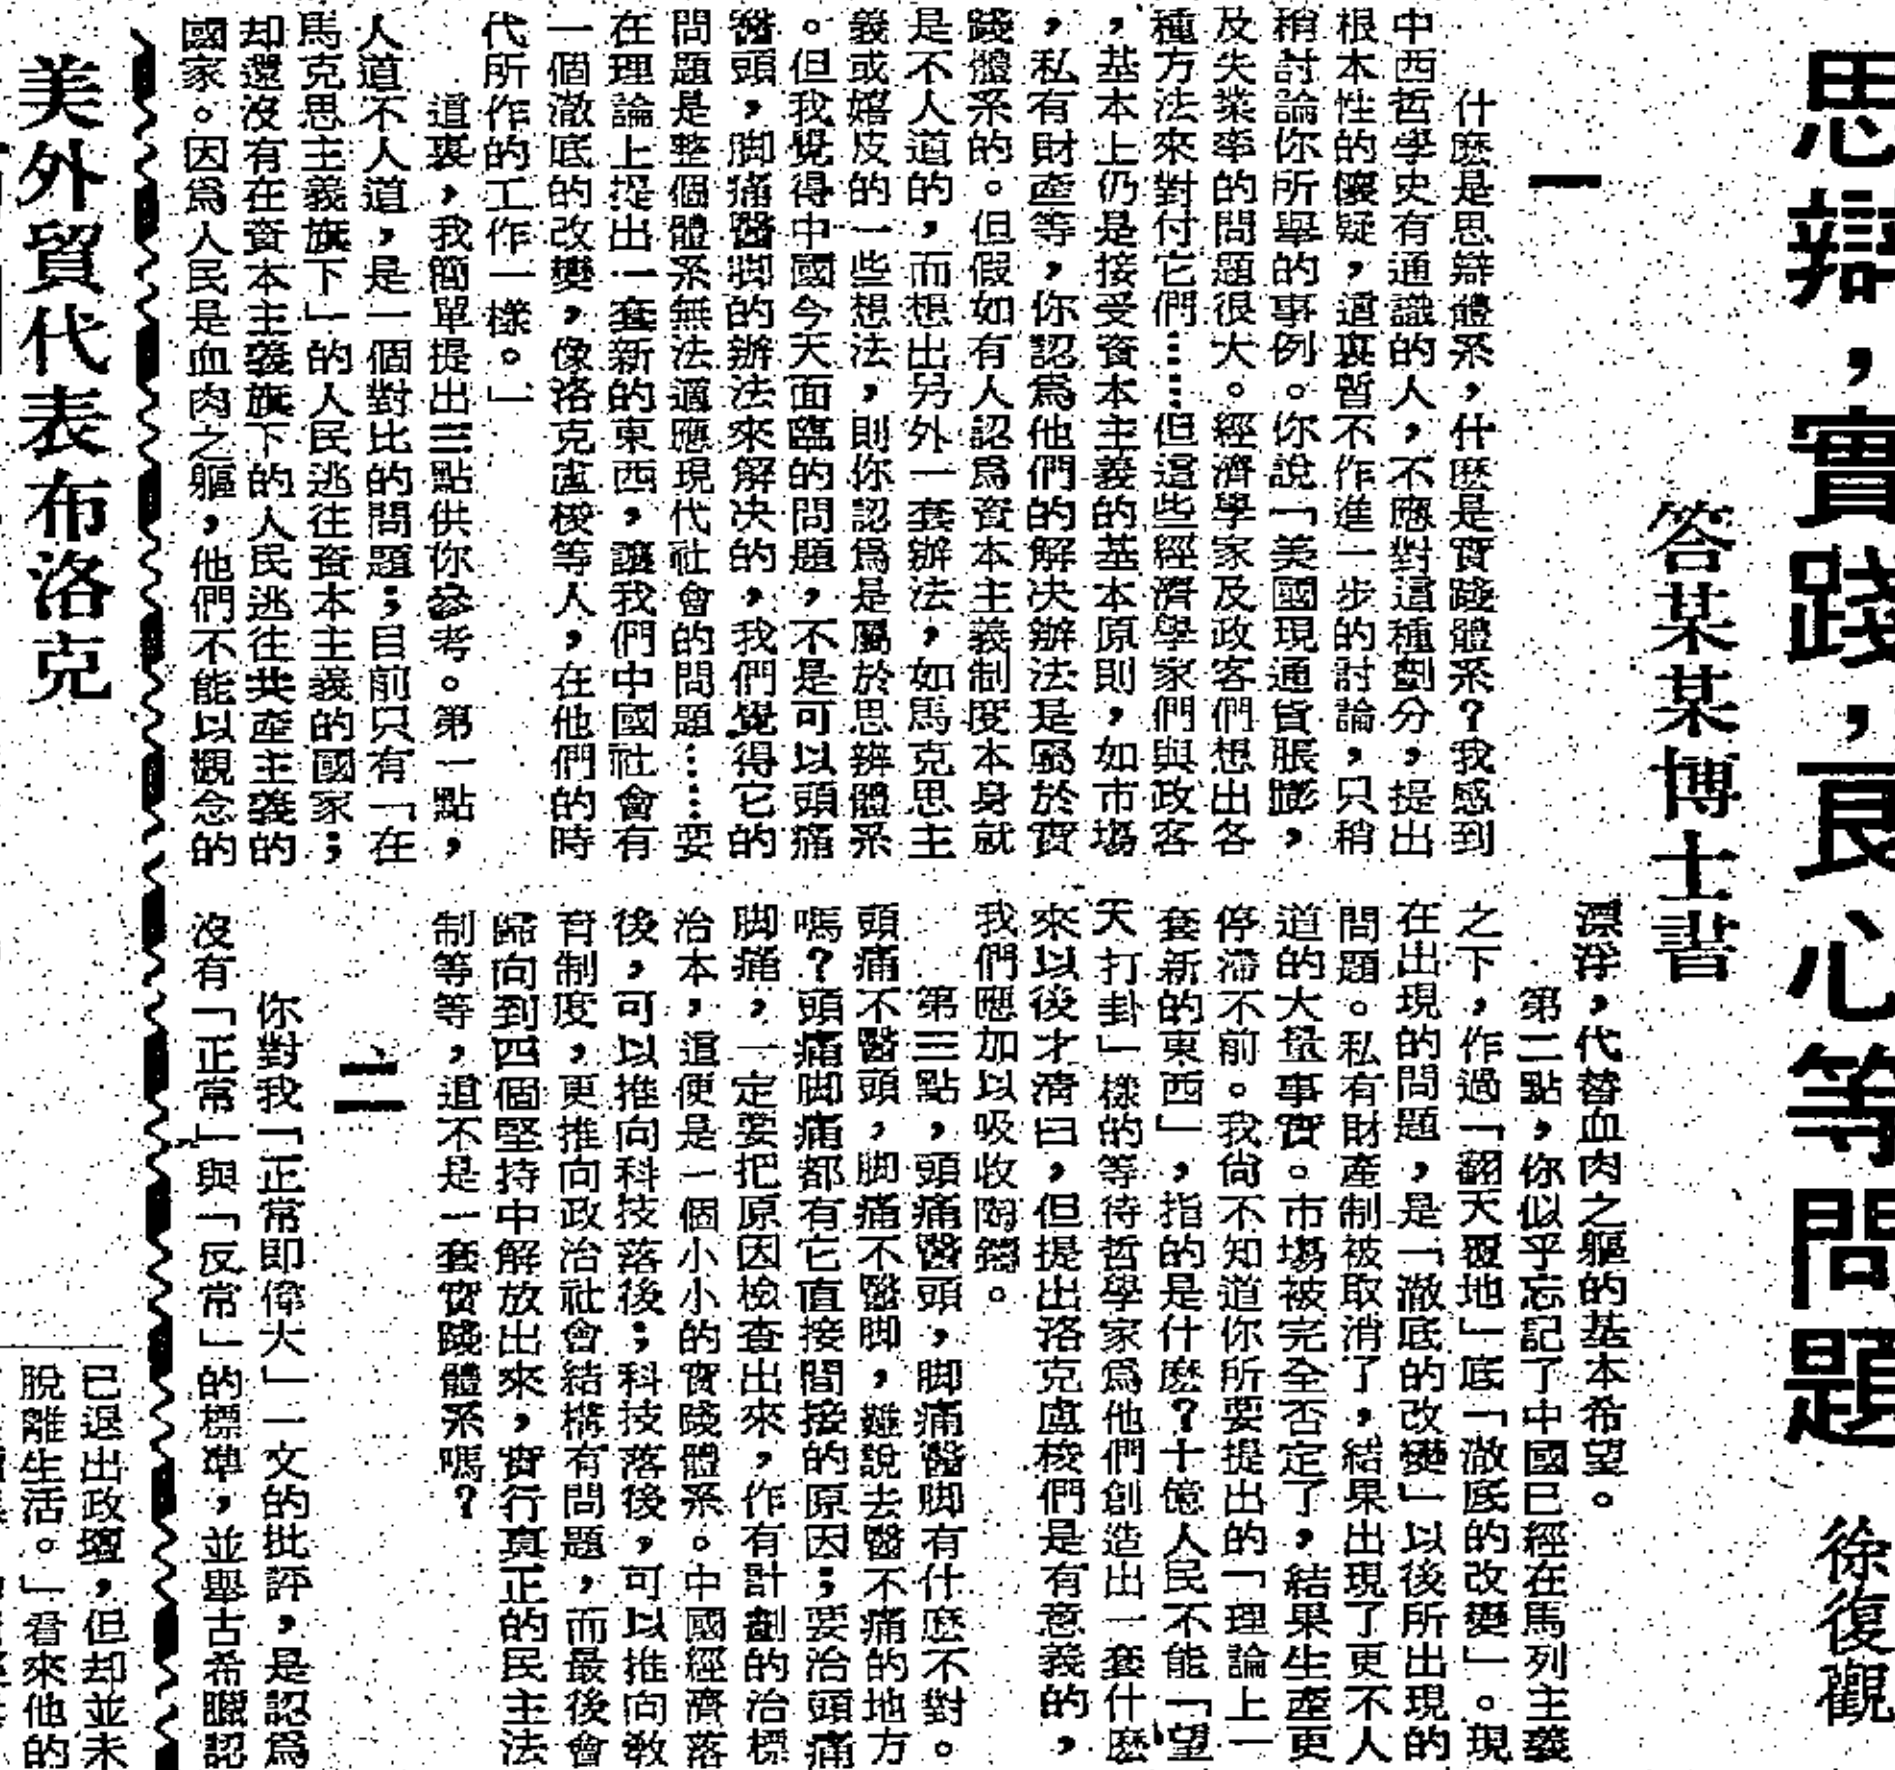 思辯，實踐，良心等問題
徐復觀
答某某博士書
一
什麽是思辯體系，什麽是實踐體系？我感到
中西哲學史有通識的人，不應對這種劃分，提出
根本性的懷疑，這裏暫不作進一步的討論，只稍
稍討論你所舉的事例。你說「美國現通貨膨脹，
及失業率的問題很大。經濟學家及政客們想出各
種方法來對付它們……但這些經濟學家們與政客
，基本上仍是接受資本主義的基本原則，如市場
，私有財產等，你認爲他們的解決辦法是屬於實
踐體系的。但假如有人認爲資本主義制度本身就
是不人道的，而想出另外一套辦法，如馬克思主
義或嬉皮的一些想法，則你認爲是屬於思辨體系
。但我覺得中國今天面臨的問題，不是可以頭痛
醫頭，脚痛醫脚的辦法來解决的，我們覺得它的
問題是整個體系無法適應現代社會的問題……要
在理論上提出一套新的東西，讓我們中國社會有
一個澈底的改變，像洛克盧梭等人，在他們的時
代所作的工作一樣。」
道裏，我簡單提出三點供你參考。第一點，
人道不人道，是一個對比的問題；目前只有「在
馬克思主義旗下」的人民逃往資本主義的國家；
却還沒有在資本主義旗下的人民逃往共產主義的
國家。因爲人民是血肉之軀，他們不能以觀念的
漂浮，代替血肉之軀的基本希望。
第二點，你似乎忘記了中國已經在馬列主義
之下，作過「翻天覆地」底「澈底的改變」。現
在出現的問題，是「澈底的改變」以後所出現的
問題。私有財產制被取消了，結果出現了更不人
道的大量事實。市場被完全否定了，結果生產更
停滯不前。我尙不知道你所要提出的「理論上一
套新的東西」，指的是什麽？十億人民不能「望
天打卦」樣的等待哲學家爲他們創造出一套什麽
來以後才清曰，但提出洛克盧梭們是有意義的，
我們應加以吸收陶鑄。
第三點，頭痛醫頭，脚痛醫脚有什麽不對。
頭痛不醫頭，脚痛不醫脚，難說去醫不痛的地方
嗎？頭痛脚痛都有它直接間接的原因；要治頭痛
脚痛，一定要把原因檢查出來，作有計劃的治標
治本，這便是一個小小的實踐體系。中國經濟落
後，可以推向科技落後；科技落後，可以推向敎
育制度，更推向政治社會結構有問題，而最後會
歸向到四個堅持中解放出來，實行真正的民主法
制等等，道不是一套實踐體系嗎？
二
你對我「正常即偉大」一文的批評，是認爲
沒有「正常」與「反常」的標準，並舉古希臘認
美外貿代表布洛克
已退出政壇，但却並未
脫離生活。」看來他的